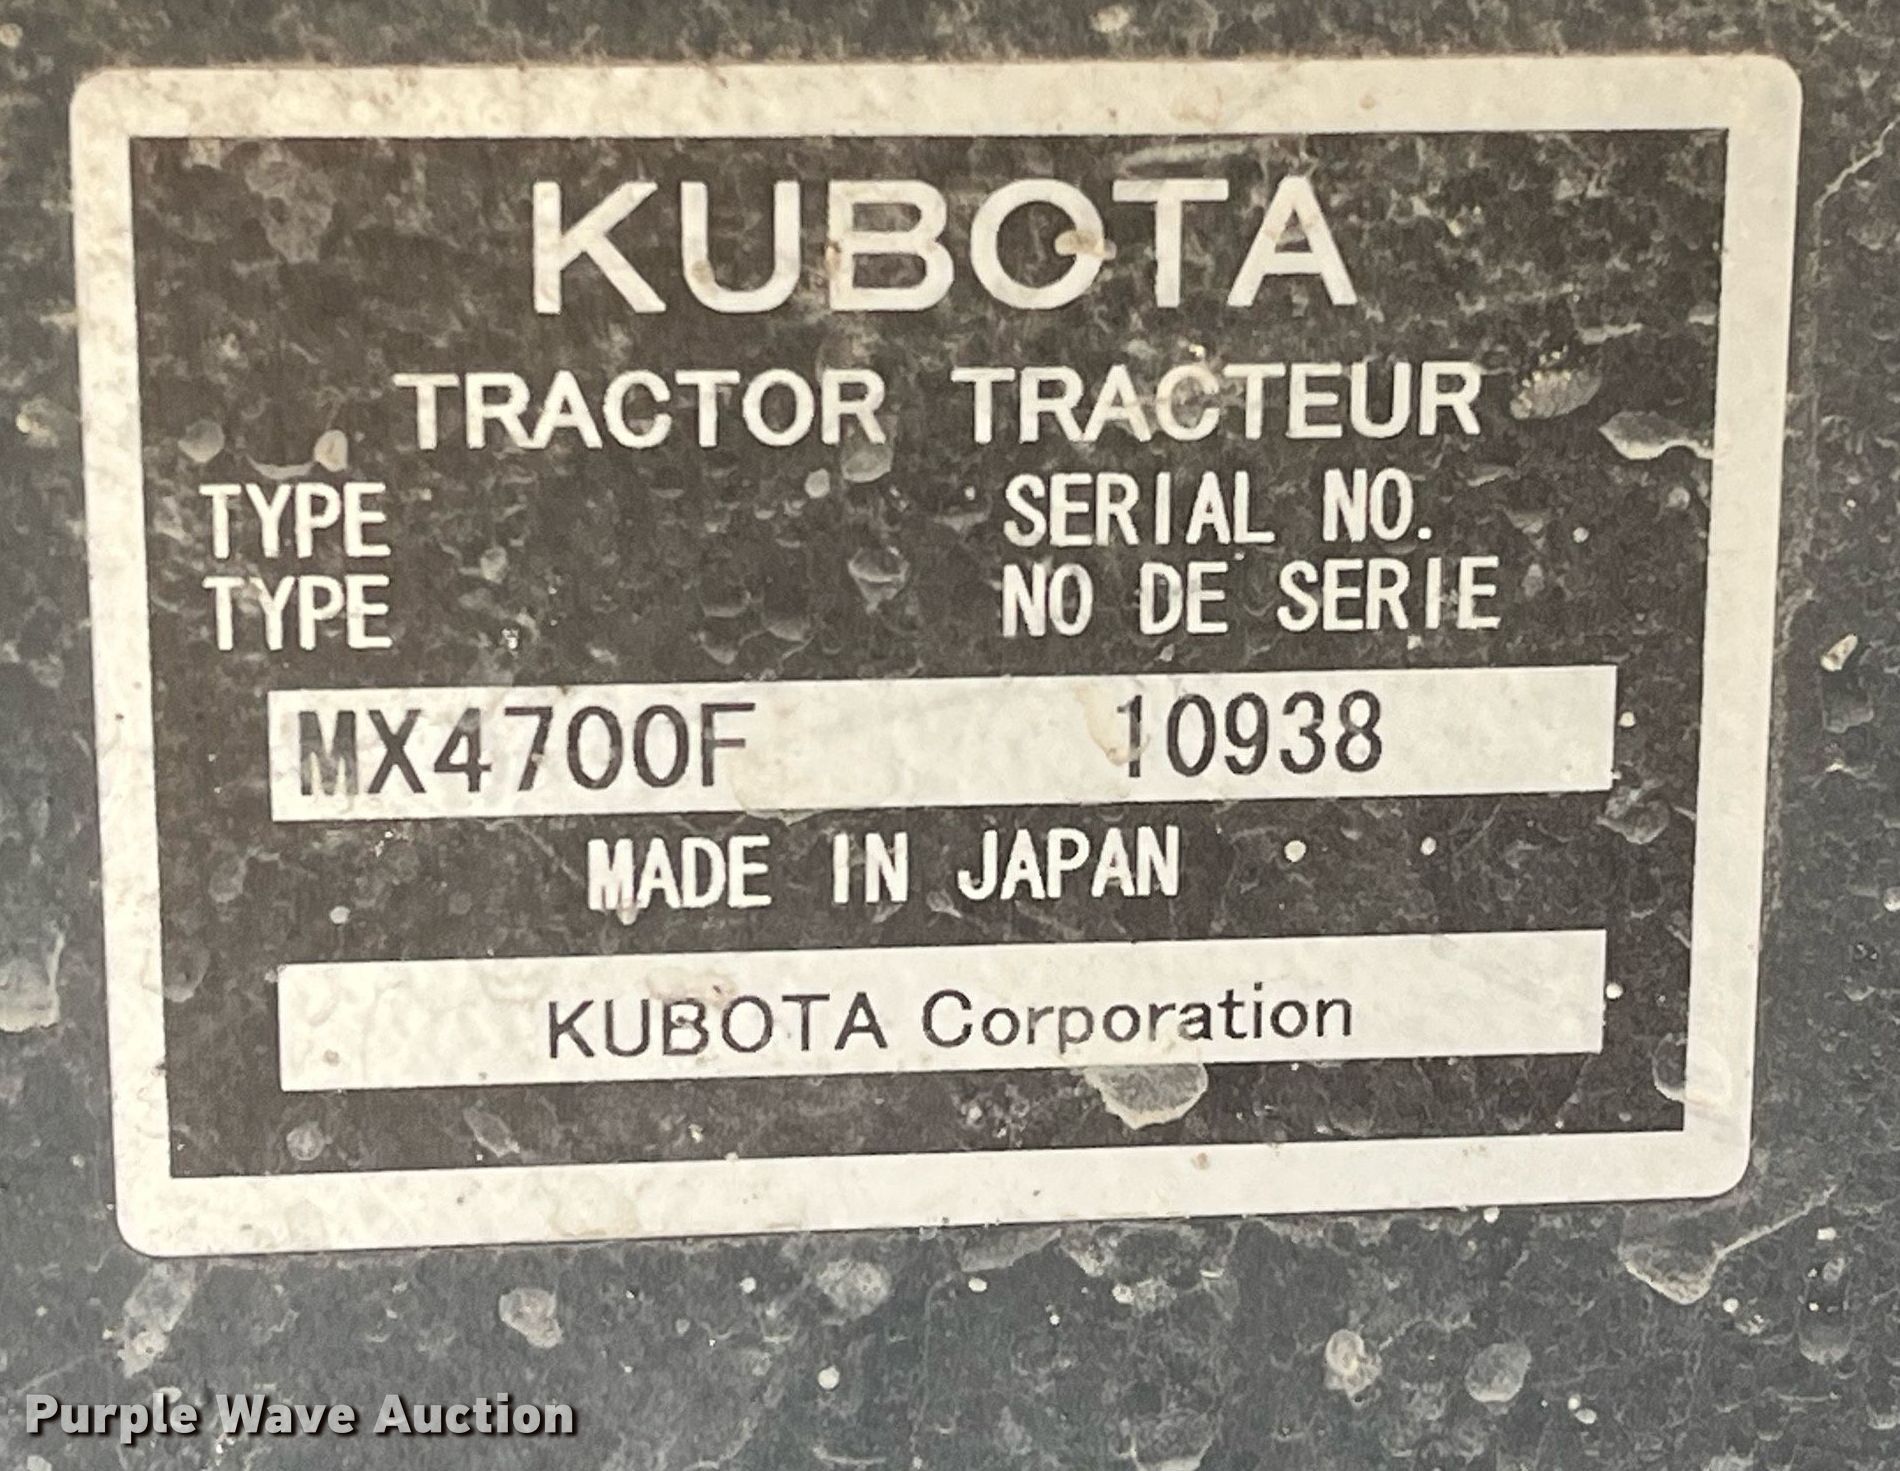 KUBOTA
TRACTOR TRACTEUR
TYPE SERIAL NO.
TYPE NO DE SERIE
MX4700F 10938
MADE IN JAPAN
KUBOTA Corporation
Purple Wave Auction